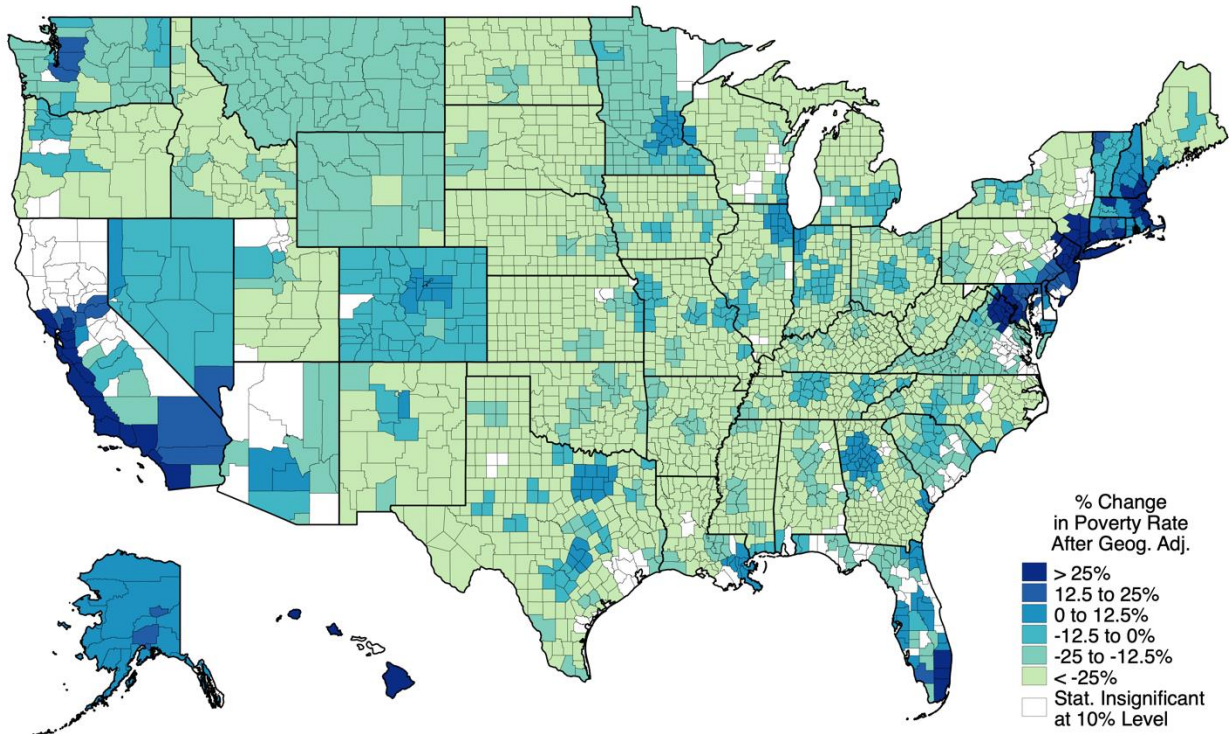 % Change
in Poverty Rate
After Geog. Adj.
> 25%
12.5 to 25%
0 to 12.5%
-12.5 to 0%
-25 to -12.5%
< -25%
Stat. Insignificant
at 10% Level